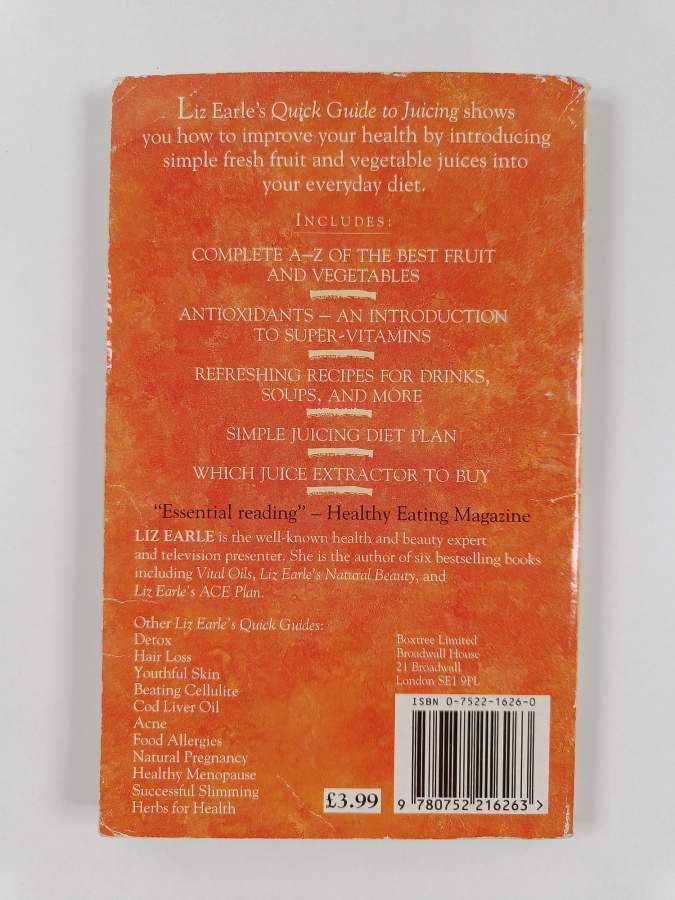 Liz Earle's Quick Guide to Juicing shows
you how to improve your health by introducing
simple fresh fruit and vegetable juices into
your everyday diet.
INCLUDES:
COMPLETE A–Z OF THE BEST FRUIT
AND VEGETABLES
ANTIOXIDANTS – AN INTRODUCTION
TO SUPER-VITAMINS
REFRESHING RECIPES FOR DRINKS,
SOUPS, AND MORE
SIMPLE JUICING DIET PLAN
WHICH JUICE EXTRACTOR TO BUY
"Essential reading" – Healthy Eating Magazine
LIZ EARLE is the well-known health and beauty expert
and television presenter. She is the author of six bestselling books
including Vital Oils, Liz Earle's Natural Beauty, and
Liz Earle's ACE Plan.
Other Liz Earle's Quick Guides:
Detox
Hair Loss
Youthful Skin
Beating Cellulite
Cod Liver Oil
Acne
Food Allergies
Natural Pregnancy
Healthy Menopause
Successful Slimming
Herbs for Health
Boxtree Limited
Broadwall House
21 Broadwall
London SE1 9PL
ISBN 0-7522-1626-0
£3.99
9 780752 216263 >